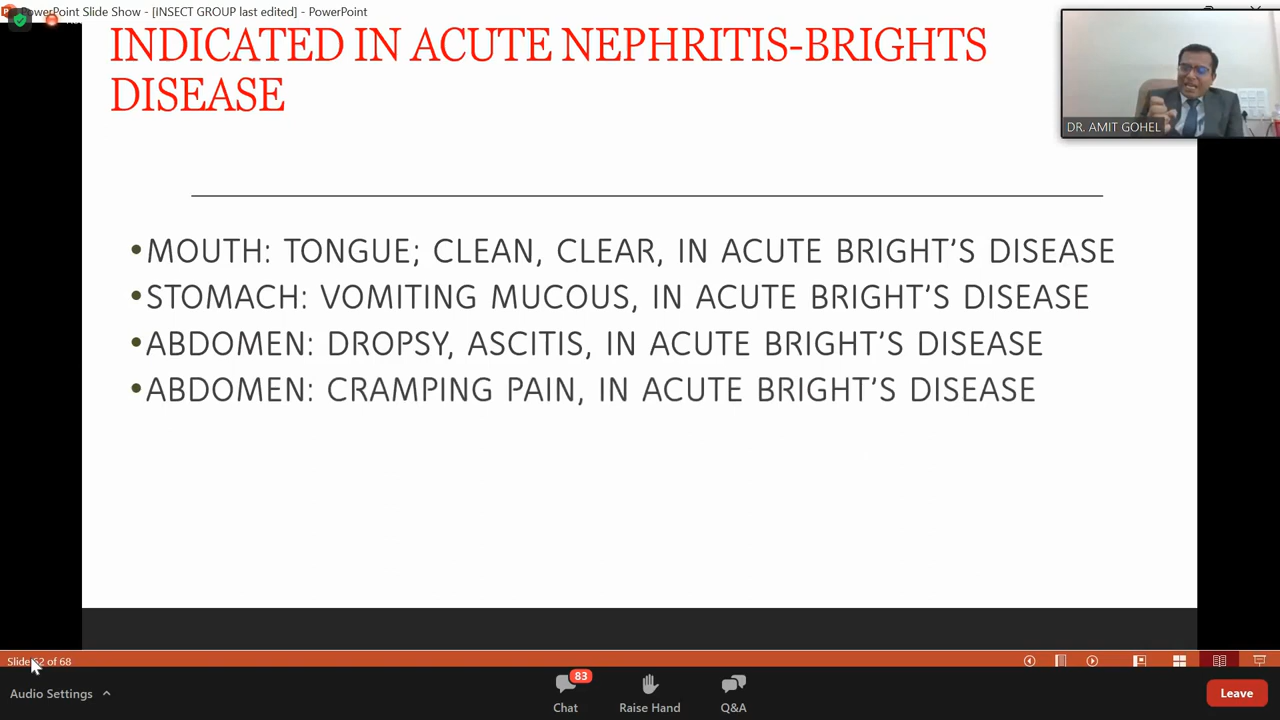 PowerPoint Slide Show - [INSECT GROUP last edited] - PowerPoint
INDICATED IN ACUTE NEPHRITIS-BRIGHTS
DISEASE
DR. AMIT GOHEL
•MOUTH: TONGUE; CLEAN, CLEAR, IN ACUTE BRIGHT’S DISEASE
•STOMACH: VOMITING MUCOUS, IN ACUTE BRIGHT’S DISEASE
•ABDOMEN: DROPSY, ASCITIS, IN ACUTE BRIGHT’S DISEASE
•ABDOMEN: CRAMPING PAIN, IN ACUTE BRIGHT’S DISEASE
Slide 62 of 68
Audio Settings
83
Chat
Raise Hand
Q&A
Leave